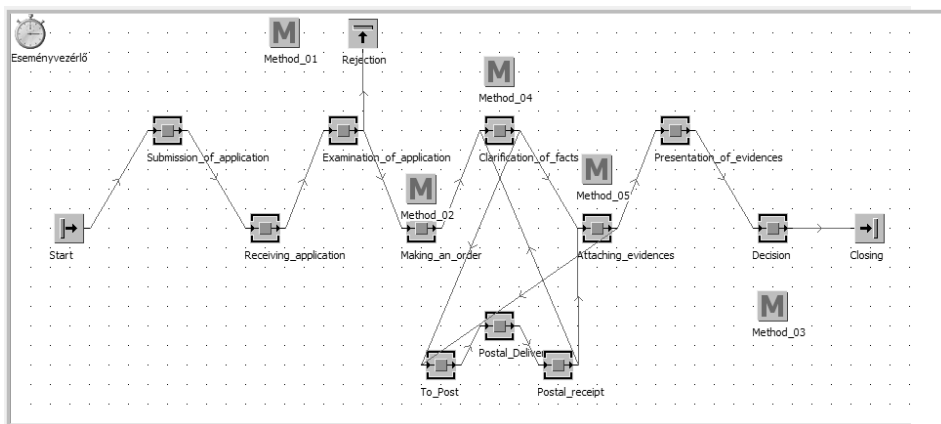 Eseményvezérlő
M
Method_01
Rejection
M
Method_04
Submission_of_application
Examination_of_application
Clarification_of_facts
Presentation_of_evidences
M
Method_05
M
Method_02
Start
Receiving_application
Making_an_order
Attaching_evidences
Decision
Closing
M
Method_03
Postal_Deliver
To_Post
Postal_receipt